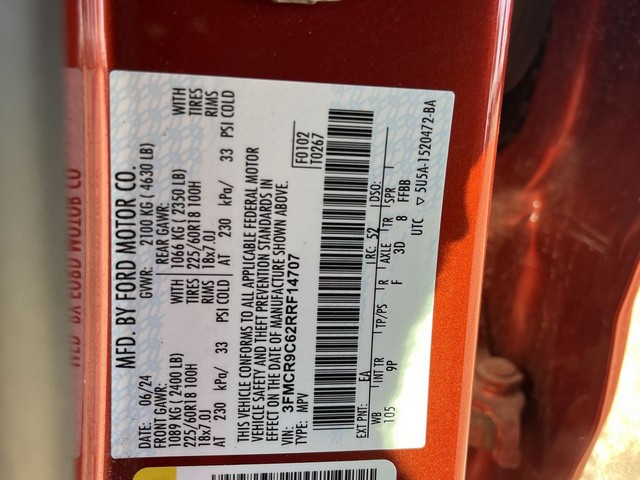 MFD. BY FORD MOTOR CO.
DATE: 06/24 GVWR: 2100 KG ( 4630 LB)
FRONT GAWR: REAR GAWR:
1089 KG ( 2400 LB) 1066 KG ( 2350 LB) WITH
225/60R18 100H 225/60R18 100H TIRES
18x7.0J RIMS 18x7.0J RIMS
AT 230 kPa/ 33 PSI COLD AT 230 kPa/ 33 PSI COLD
THIS VEHICLE CONFORMS TO ALL APPLICABLE FEDERAL MOTOR
VEHICLE SAFETY AND THEFT PREVENTION STANDARDS IN
EFFECT ON THE DATE OF MANUFACTURE SHOWN ABOVE.
VIN: 3FMCR9C62RRF14707 F0102
TYPE: MPV T0267
EXT PNT: EA RC: 52 DSO:
WB INT TR TP/PS R AXLE TR SPR
105 9P F 3D 8 FFBB
UTC ▽ 5U5A-1520472-BA